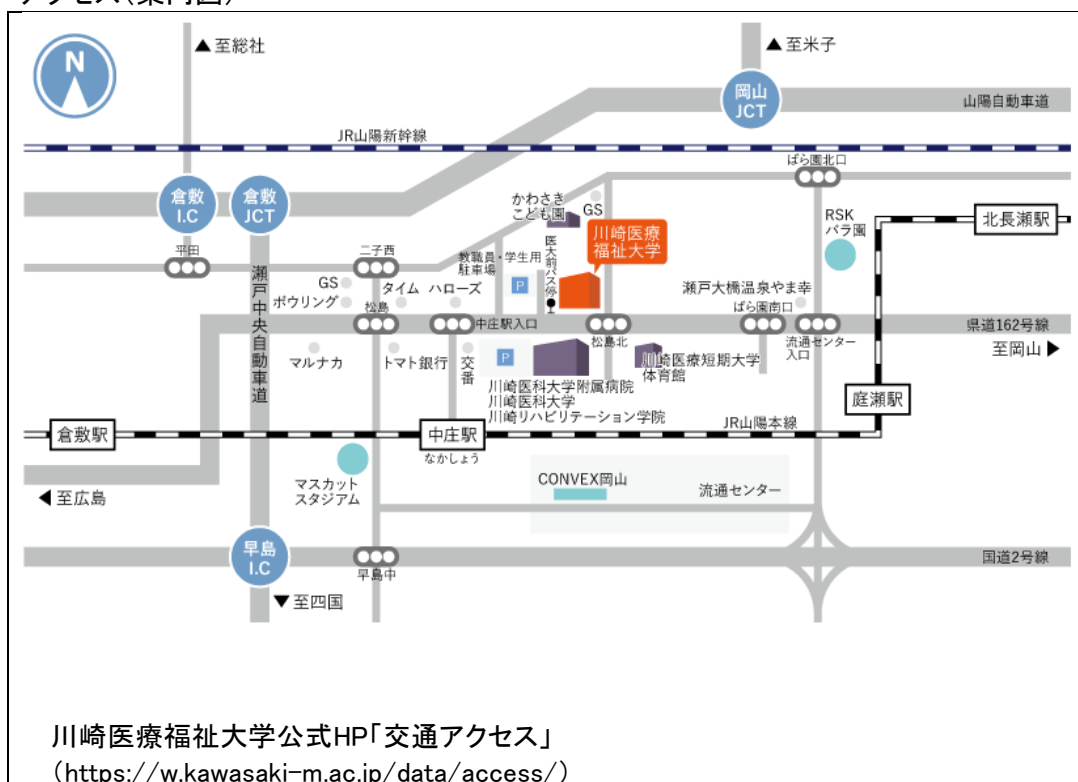 アクセス(案内図)
N
▲至総社
▲至米子
岡山
JCT
山陽自動車道
JR山陽新幹線
ばら園北口
倉敷
I.C
倉敷
JCT
かわさき
こども園
GS
川崎医療
福祉大学
RSK
バラ園
北長瀬駅
平田
二子西
教職員・学生用
駐車場
P
医大前バス停
瀬戸中央自動車道
GS
ボウリング
タイム
ハローズ
松島
中庄駅入口
松島北
瀬戸大橋温泉やま幸
ばら園南口
流通センター
入口
県道162号線
至岡山▶
マルナカ
トマト銀行
交番
P
川崎医療短期大学
体育館
川崎医科大学附属病院
川崎医科大学
川崎リハビリテーション学院
庭瀬駅
倉敷駅
中庄駅
なかしょう
JR山陽本線
マスカット
スタジアム
CONVEX岡山
流通センター
◀至広島
早島
I.C
早島中
国道2号線
▼至四国
川崎医療福祉大学公式HP「交通アクセス」
(https://w.kawasaki-m.ac.jp/data/access/)